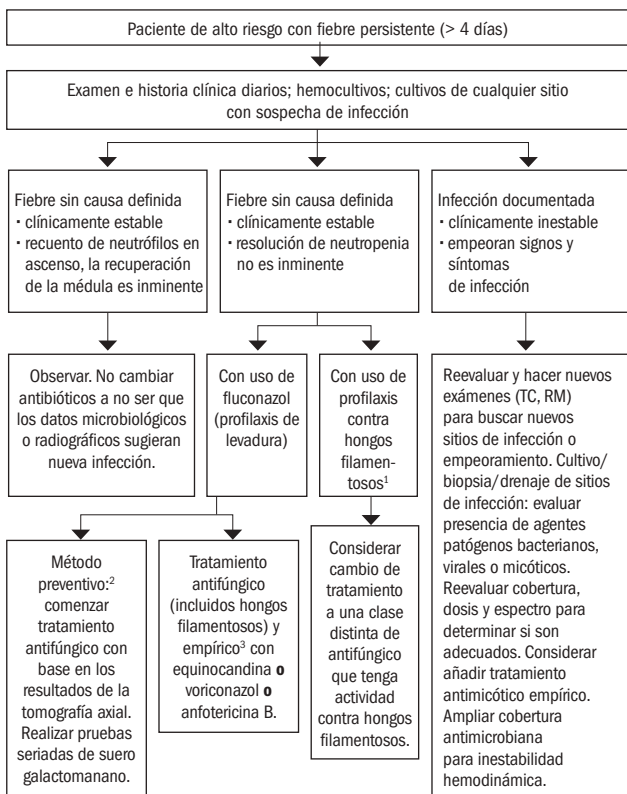 Paciente de alto riesgo con fiebre persistente (> 4 días)
Examen e historia clínica diarios; hemocultivos; cultivos de cualquier sitio
con sospecha de infección
Fiebre sin causa definida
· clínicamente estable
· recuento de neutrófilos en
ascenso, la recuperación
de la médula es inminente
Fiebre sin causa definida
· clínicamente estable
· resolución de neutropenia
no es inminente
Infección documentada
· clínicamente inestable
· empeoran signos y
síntomas
de infección
Observar. No cambiar
antibióticos a no ser que
los datos microbiológicos
o radiográficos sugieran
nueva infección.
Con uso de
fluconazol
(profilaxis de
levadura)
Con uso de
profilaxis
contra
hongos
filamen-
tosos¹
Reevaluar y hacer nuevos
exámenes (TC, RM)
para buscar nuevos
sitios de infección o
empeoramiento. Cultivo/
biopsia/drenaje de sitios
de infección: evaluar
presencia de agentes
patógenos bacterianos,
virales o micóticos.
Reevaluar cobertura,
dosis y espectro para
determinar si son
adecuados. Considerar
añadir tratamiento
antimicótico empírico.
Ampliar cobertura
antimicrobiana
para inestabilidad
hemodinámica.
Método
preventivo:²
comenzar
tratamiento
antifúngico con
base en los
resultados de la
tomografía axial.
Realizar pruebas
seriadas de suero
galactomanano.
Tratamiento
antifúngico
(incluidos hongos
filamentosos) y
empírico³ con
equinocandina o
voriconazol o
anfotericina B.
Considerar
cambio de
tratamiento
a una clase
distinta de
antifúngico
que tenga
actividad
contra hongos
filamentosos.